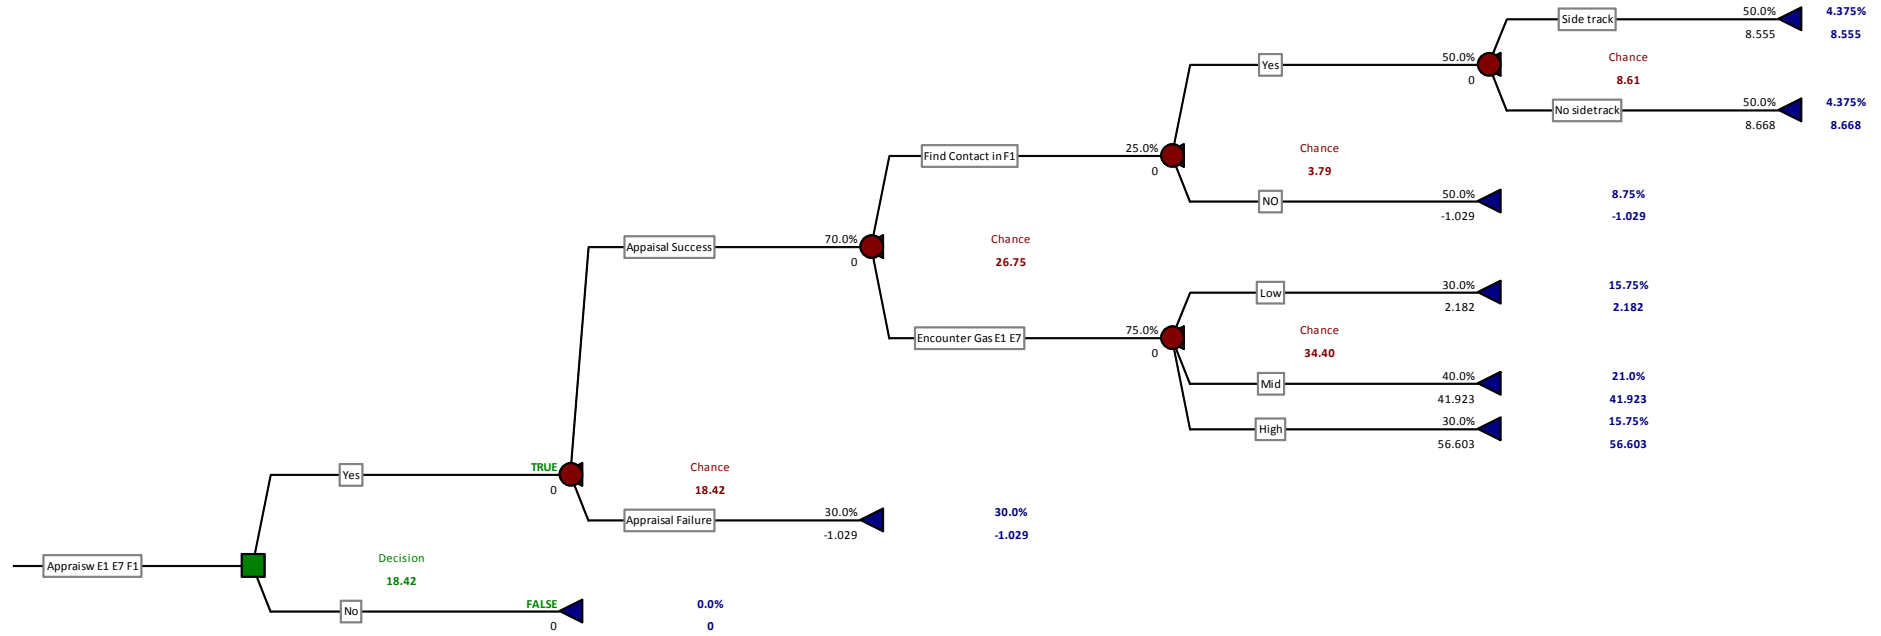 Side track 50.0% 4.375%
8.555 8.555
Yes 50.0% Chance
0 8.61
No sidetrack 50.0% 4.375%
8.668 8.668
Find Contact in F1 25.0% Chance
0 3.79
NO 50.0% 8.75%
-1.029 -1.029
Appaisal Success 70.0% Chance
0 26.75
Low 30.0% 15.75%
2.182 2.182
Encounter Gas E1 E7 75.0% Chance
0 34.40
Mid 40.0% 21.0%
41.923 41.923
High 30.0% 15.75%
56.603 56.603
Yes TRUE Chance
0 18.42
Appraisal Failure 30.0% 30.0%
-1.029 -1.029
Appraisw E1 E7 F1 Decision
18.42
No FALSE 0.0%
0 0